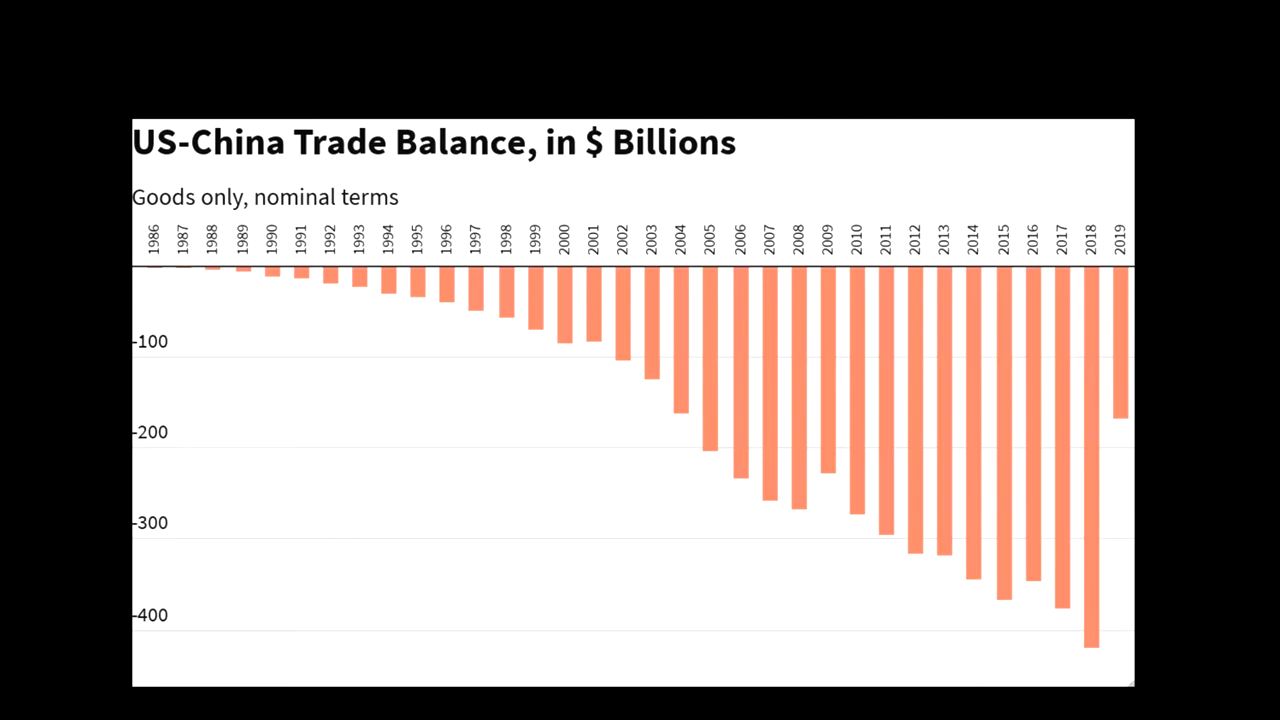 US-China Trade Balance, in $ Billions
Goods only, nominal terms
1986 1987 1988 1989 1990 1991 1992 1993 1994 1995 1996 1997 1998 1999 2000 2001 2002 2003 2004 2005 2006 2007 2008 2009 2010 2011 2012 2013 2014 2015 2016 2017 2018 2019
-100
-200
-300
-400